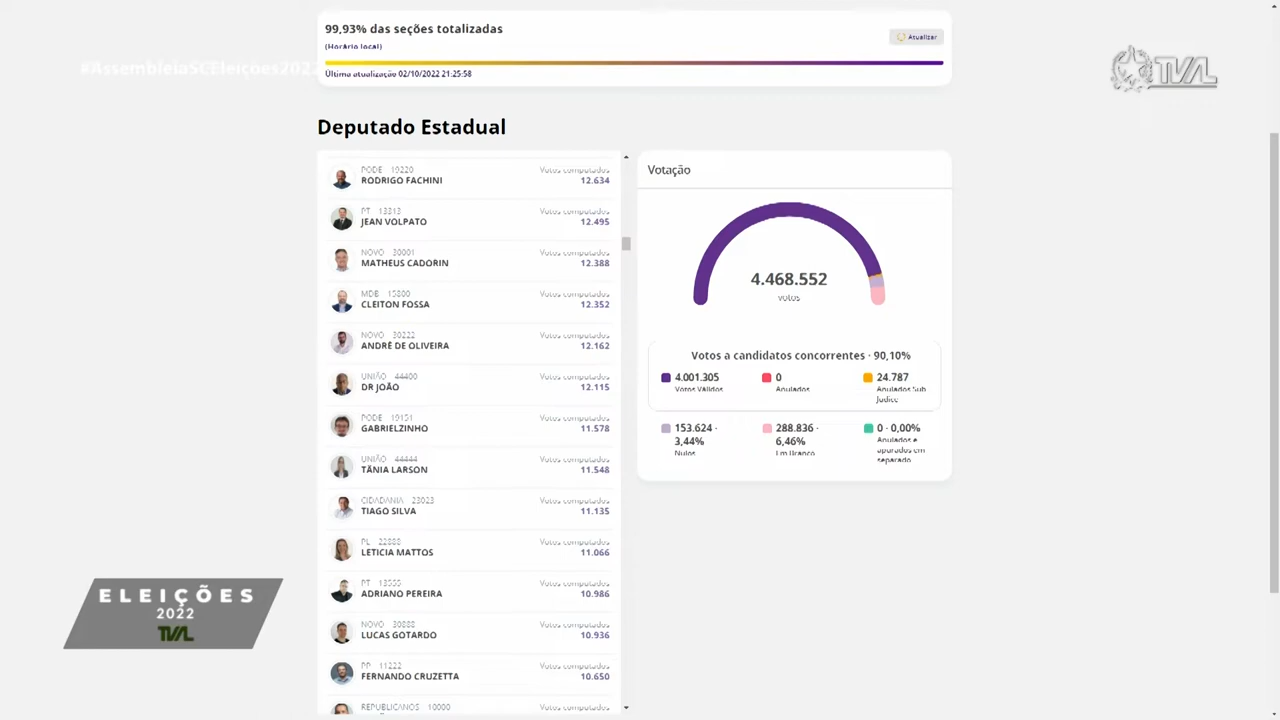 99,93% das seções totalizadas
(Horário local)
Atualizar
#AssembleiaSCEleicoes2022
Última atualização 02/10/2022 21:25:58
TVAL
Deputado Estadual
PODE 19220
Votos computados
RODRIGO FACHINI
12.634
PT 13813
Votos computados
JEAN VOLPATO
12.495
NOVO 30001
Votos computados
MATHEUS CADORIN
12.388
MDB 15800
Votos computados
CLEITON FOSSA
12.352
NOVO 30222
Votos computados
ANDRÉ DE OLIVEIRA
12.162
UNIÃO 44400
Votos computados
DR JOÃO
12.115
PODE 19151
Votos computados
GABRIELZINHO
11.578
UNIÃO 44444
Votos computados
TÂNIA LARSON
11.548
CIDADANIA 23023
Votos computados
TIAGO SILVA
11.135
PL 22888
Votos computados
LETICIA MATTOS
11.066
PT 13555
Votos computados
ADRIANO PEREIRA
10.986
NOVO 30888
Votos computados
LUCAS GOTARDO
10.936
PP 11222
Votos computados
FERNANDO CRUZETTA
10.650
REPUBLICANOS 10000
Votos computados
Votação
4.468.552
votos
Votos a candidatos concorrentes · 90,10%
4.001.305
Votos Válidos
0
Anulados
24.787
Anulados Sub
Judice
153.624 ·
3,44%
Nulos
288.836 ·
6,46%
Em Branco
0 · 0,00%
Anulados e
apurados em
separado
ELEIÇÕES
2022
TVAL